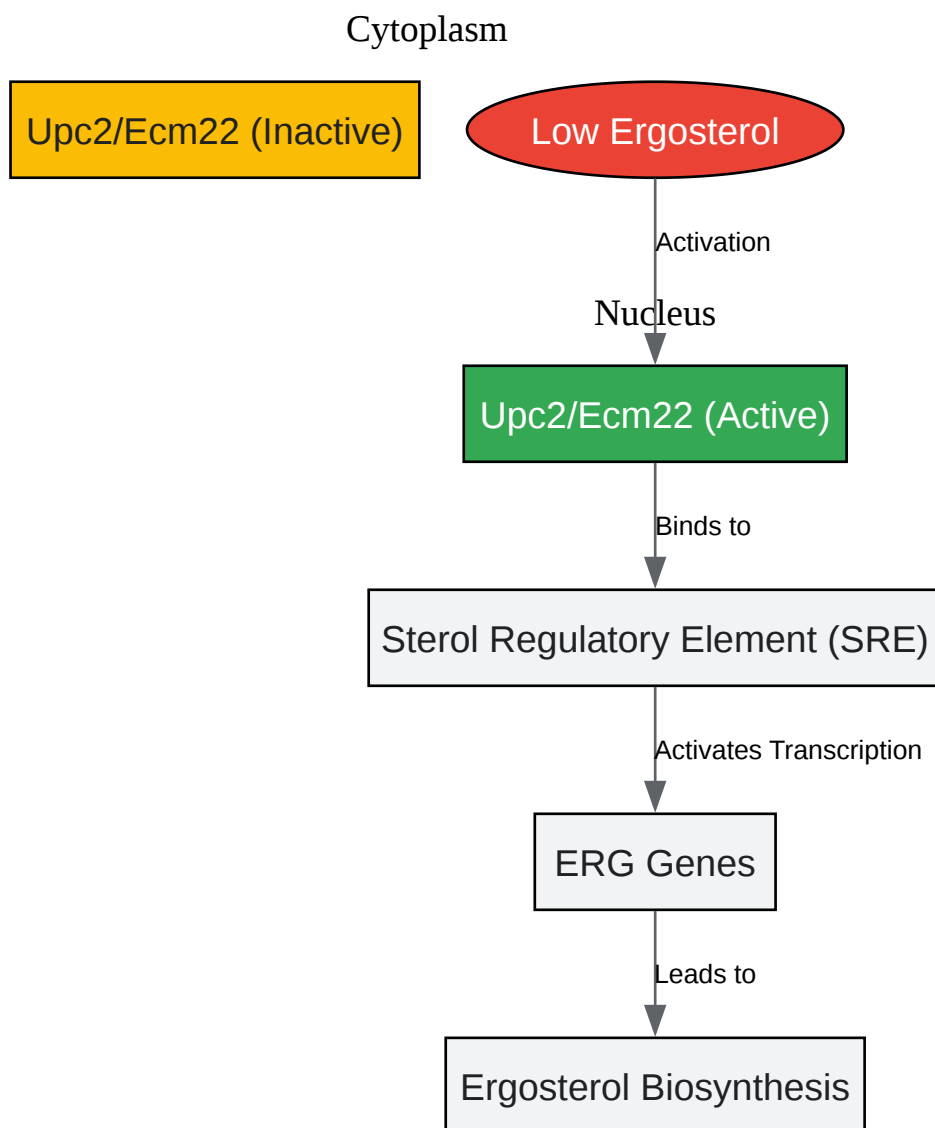 Cytoplasm
Upc2/Ecm22 (Inactive)
Low Ergosterol
Activation
Nucleus
Upc2/Ecm22 (Active)
Binds to
Sterol Regulatory Element (SRE)
Activates Transcription
ERG Genes
Leads to
Ergosterol Biosynthesis